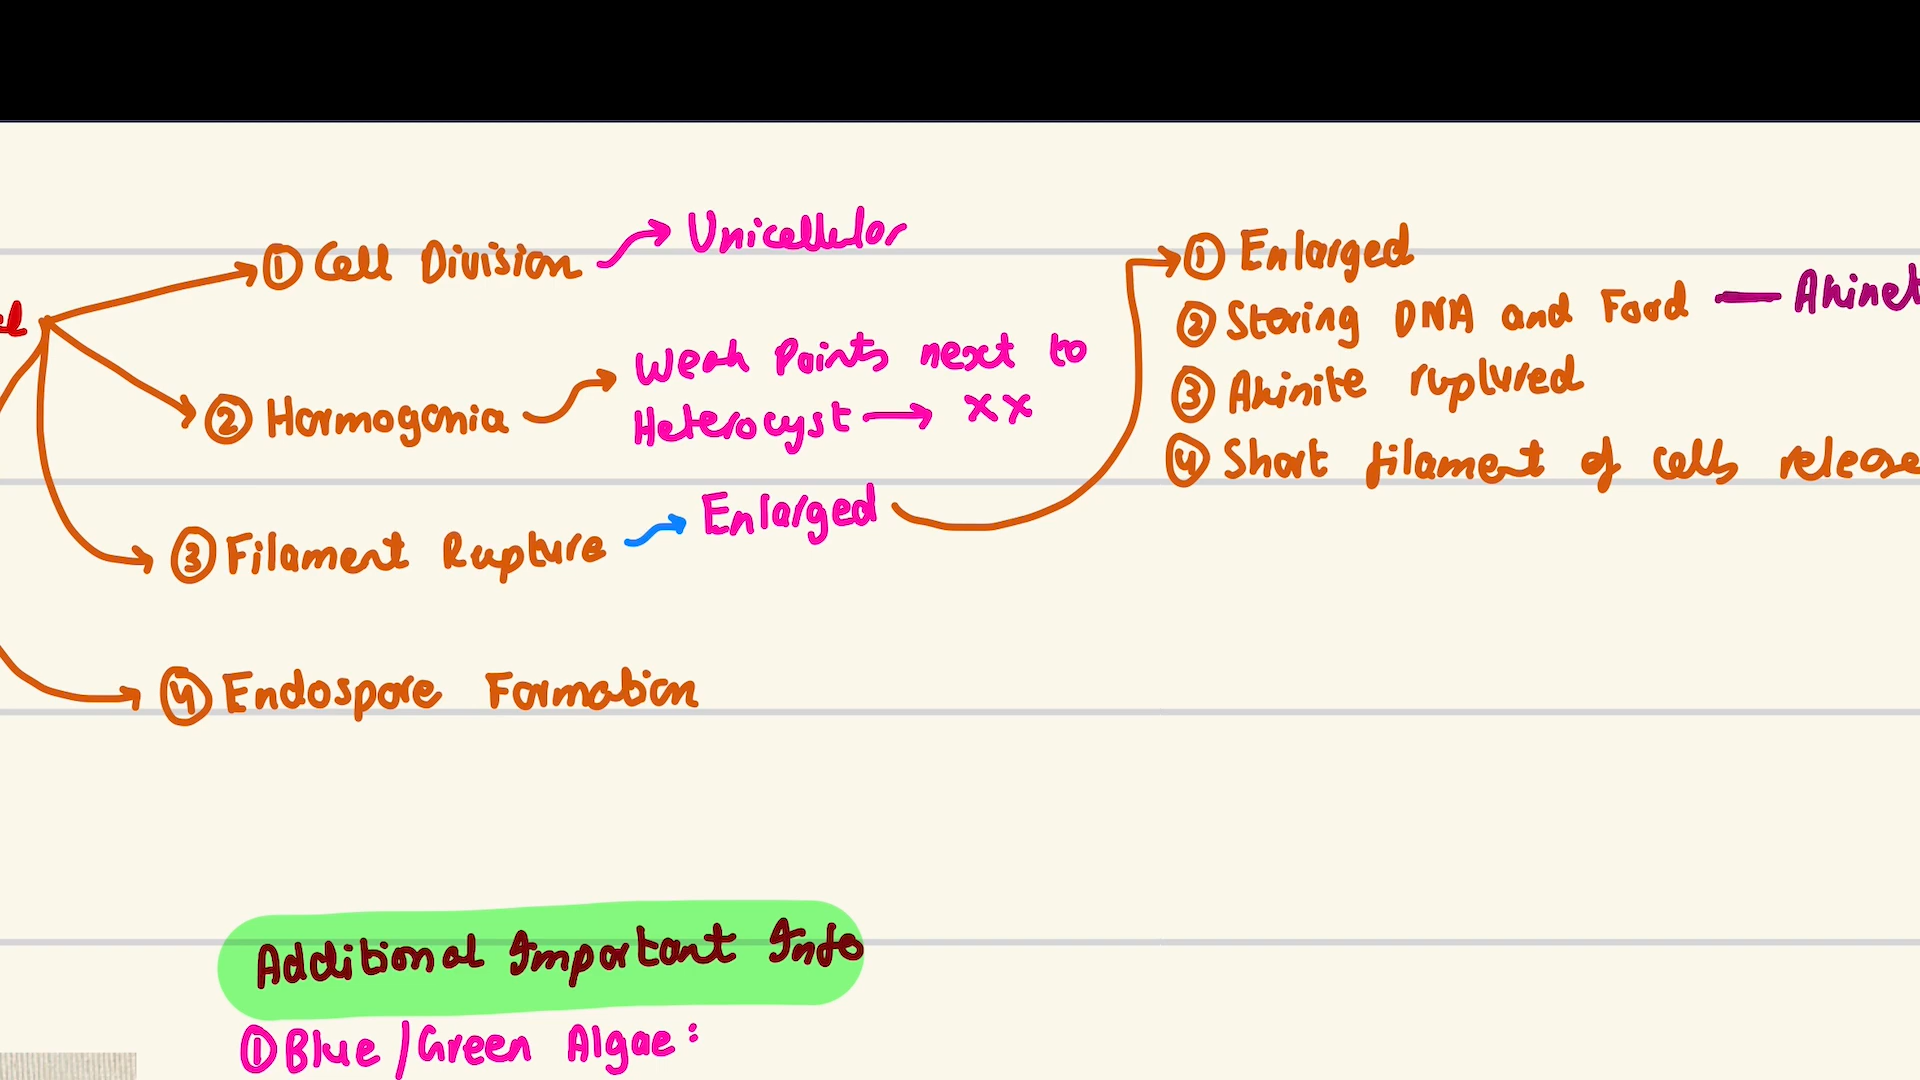 ① Cell Division → Unicellular
② Hormogonia → Weak Points next to
Heterocyst → xx
③ Filament Rupture → Enlarged
④ Endospore Formation
① Enlarged
② Storing DNA and Food — Akinet
③ Akinite ruptured
④ Short filament of cells release
Additional Important Info
① Blue/Green Algae: